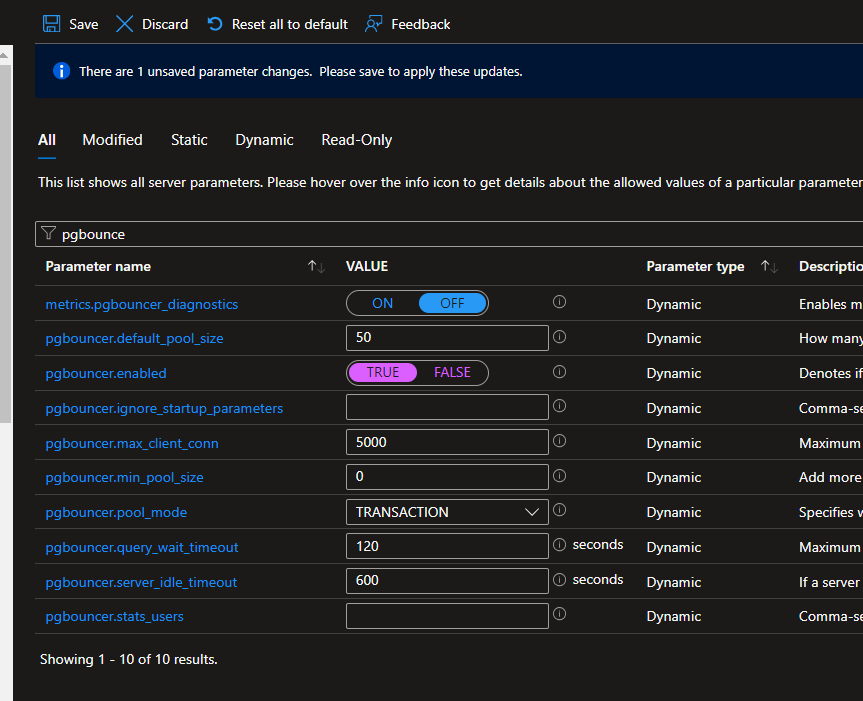 Save Discard Reset all to default Feedback
There are 1 unsaved parameter changes. Please save to apply these updates.
All Modified Static Dynamic Read-Only
This list shows all server parameters. Please hover over the info icon to get details about the allowed values of a particular parameter
pgbounce
Parameter name VALUE Parameter type Descriptio
metrics.pgbouncer_diagnostics ON OFF Dynamic Enables m
pgbouncer.default_pool_size 50 Dynamic How many
pgbouncer.enabled TRUE FALSE Dynamic Denotes if
pgbouncer.ignore_startup_parameters Dynamic Comma-se
pgbouncer.max_client_conn 5000 Dynamic Maximum
pgbouncer.min_pool_size 0 Dynamic Add more
pgbouncer.pool_mode TRANSACTION Dynamic Specifies w
pgbouncer.query_wait_timeout 120 seconds Dynamic Maximum
pgbouncer.server_idle_timeout 600 seconds Dynamic If a server
pgbouncer.stats_users Dynamic Comma-se
Showing 1 - 10 of 10 results.